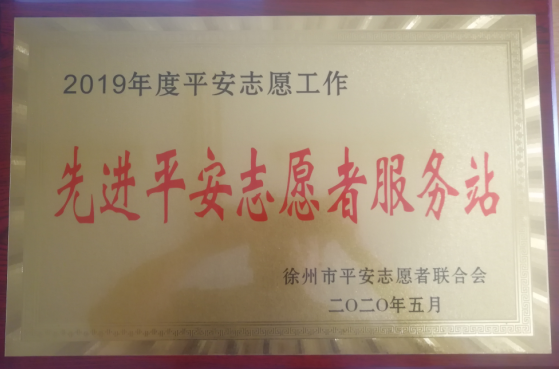 2019年度平安志愿工作
先进平安志愿者服务站
徐州市平安志愿者联合会
二〇二〇年五月